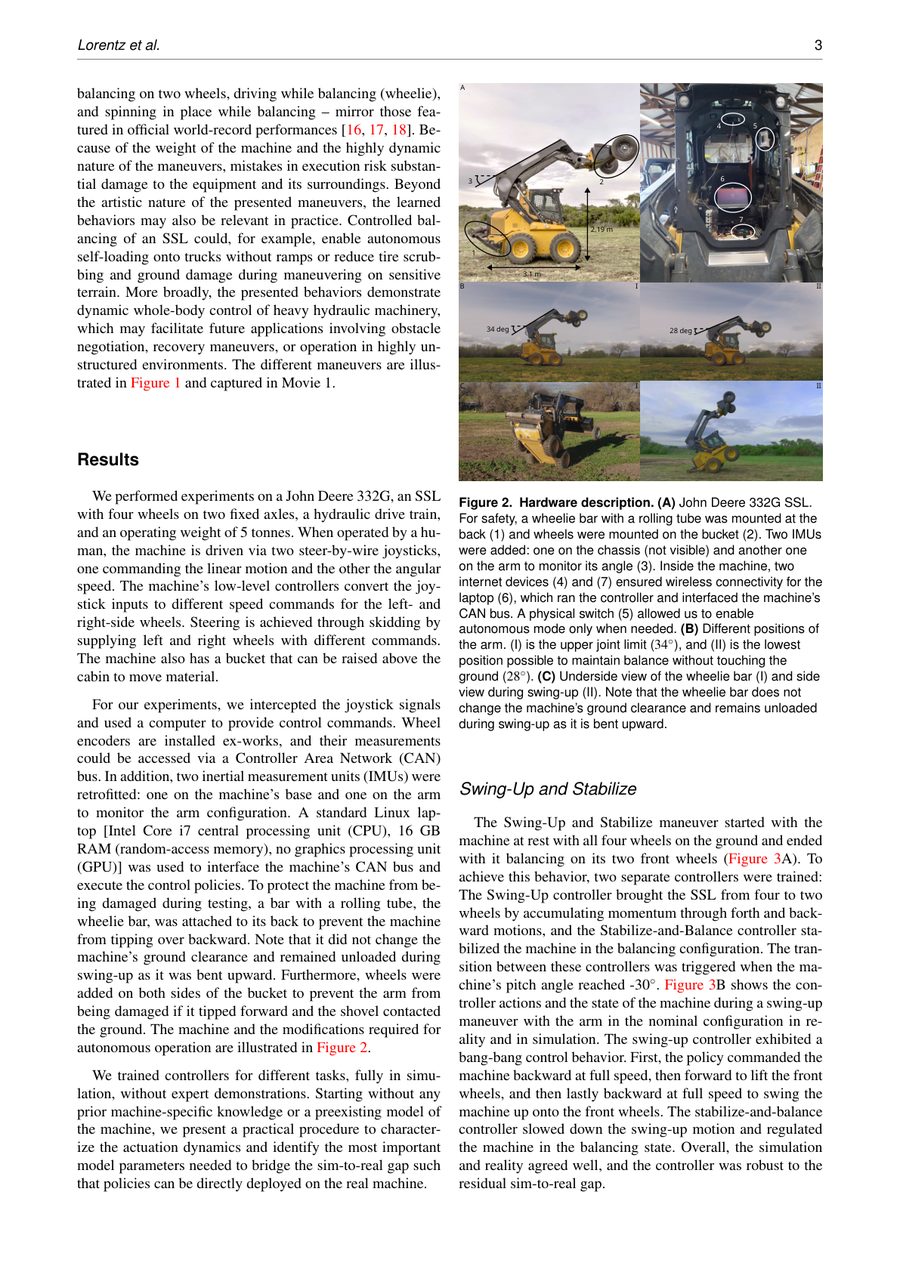 Lorentz et al.
3
balancing on two wheels, driving while balancing (wheelie),
and spinning in place while balancing – mirror those fea-
tured in official world-record performances [16, 17, 18]. Be-
cause of the weight of the machine and the highly dynamic
nature of the maneuvers, mistakes in execution risk substan-
tial damage to the equipment and its surroundings. Beyond
the artistic nature of the presented maneuvers, the learned
behaviors may also be relevant in practice. Controlled bal-
ancing of an SSL could, for example, enable autonomous
self-loading onto trucks without ramps or reduce tire scrub-
bing and ground damage during maneuvering on sensitive
terrain. More broadly, the presented behaviors demonstrate
dynamic whole-body control of heavy hydraulic machinery,
which may facilitate future applications involving obstacle
negotiation, recovery maneuvers, or operation in highly un-
structured environments. The different maneuvers are illus-
trated in Figure 1 and captured in Movie 1.
Results
We performed experiments on a John Deere 332G, an SSL
with four wheels on two fixed axles, a hydraulic drive train,
and an operating weight of 5 tonnes. When operated by a hu-
man, the machine is driven via two steer-by-wire joysticks,
one commanding the linear motion and the other the angular
speed. The machine's low-level controllers convert the joy-
stick inputs to different speed commands for the left- and
right-side wheels. Steering is achieved through skidding by
supplying left and right wheels with different commands.
The machine also has a bucket that can be raised above the
cabin to move material.
For our experiments, we intercepted the joystick signals
and used a computer to provide control commands. Wheel
encoders are installed ex-works, and their measurements
could be accessed via a Controller Area Network (CAN)
bus. In addition, two inertial measurement units (IMUs) were
retrofitted: one on the machine's base and one on the arm
to monitor the arm configuration. A standard Linux lap-
top [Intel Core i7 central processing unit (CPU), 16 GB
RAM (random-access memory), no graphics processing unit
(GPU)] was used to interface the machine's CAN bus and
execute the control policies. To protect the machine from be-
ing damaged during testing, a bar with a rolling tube, the
wheelie bar, was attached to its back to prevent the machine
from tipping over backward. Note that it did not change the
machine's ground clearance and remained unloaded during
swing-up as it was bent upward. Furthermore, wheels were
added on both sides of the bucket to prevent the arm from
being damaged if it tipped forward and the shovel contacted
the ground. The machine and the modifications required for
autonomous operation are illustrated in Figure 2.
We trained controllers for different tasks, fully in simu-
lation, without expert demonstrations. Starting without any
prior machine-specific knowledge or a preexisting model of
the machine, we present a practical procedure to character-
ize the actuation dynamics and identify the most important
model parameters needed to bridge the sim-to-real gap such
that policies can be directly deployed on the real machine.
A
3
2
1
2,19 m
3.1 m
4
5
6
7
B
I
II
34 deg
28 deg
C
I
II
Figure 2. Hardware description. (A) John Deere 332G SSL.
For safety, a wheelie bar with a rolling tube was mounted at the
back (1) and wheels were mounted on the bucket (2). Two IMUs
were added: one on the chassis (not visible) and another one
on the arm to monitor its angle (3). Inside the machine, two
internet devices (4) and (7) ensured wireless connectivity for the
laptop (6), which ran the controller and interfaced the machine's
CAN bus. A physical switch (5) allowed us to enable
autonomous mode only when needed. (B) Different positions of
the arm. (I) is the upper joint limit (34°), and (II) is the lowest
position possible to maintain balance without touching the
ground (28°). (C) Underside view of the wheelie bar (I) and side
view during swing-up (II). Note that the wheelie bar does not
change the machine's ground clearance and remains unloaded
during swing-up as it is bent upward.
Swing-Up and Stabilize
The Swing-Up and Stabilize maneuver started with the
machine at rest with all four wheels on the ground and ended
with it balancing on its two front wheels (Figure 3A). To
achieve this behavior, two separate controllers were trained:
The Swing-Up controller brought the SSL from four to two
wheels by accumulating momentum through forth and back-
ward motions, and the Stabilize-and-Balance controller sta-
bilized the machine in the balancing configuration. The tran-
sition between these controllers was triggered when the ma-
chine's pitch angle reached -30°. Figure 3B shows the con-
troller actions and the state of the machine during a swing-up
maneuver with the arm in the nominal configuration in re-
ality and in simulation. The swing-up controller exhibited a
bang-bang control behavior. First, the policy commanded the
machine backward at full speed, then forward to lift the front
wheels, and then lastly backward at full speed to swing the
machine up onto the front wheels. The stabilize-and-balance
controller slowed down the swing-up motion and regulated
the machine in the balancing state. Overall, the simulation
and reality agreed well, and the controller was robust to the
residual sim-to-real gap.